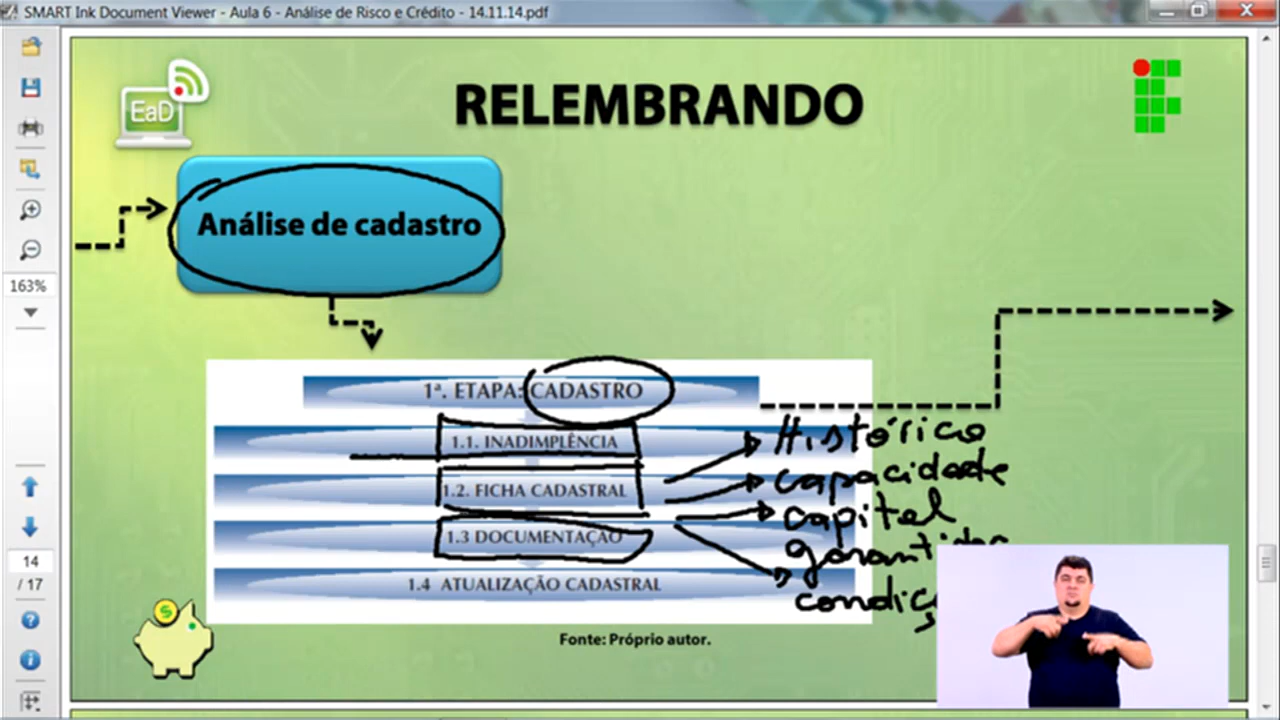 SMART Ink Document Viewer - Aula 6 - Análise de Risco e Crédito - 14.11.14.pdf
EaD
RELEMBRANDO
Análise de cadastro
163%
1ª. ETAPA: CADASTRO
1.1. INADIMPLÊNCIA
Histórico
1.2. FICHA CADASTRAL
capacidade
capital
1.3 DOCUMENTAÇÃO
1.4 ATUALIZAÇÃO CADASTRAL
14
/ 17
$
Fonte: Próprio autor.